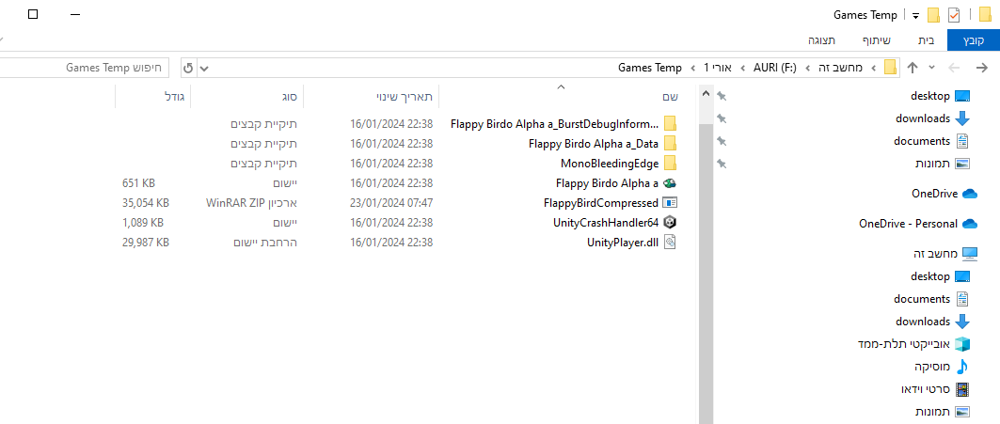 Games Temp
קובץ בית שיתוף תצוגה
מחשב זה AURI (F:) אורי 1 Games Temp
חיפוש Games Temp
שם תאריך שינוי סוג גודל
Flappy Birdo Alpha a_BurstDebugInform... 16/01/2024 22:38 תיקיית קבצים
Flappy Birdo Alpha a_Data 16/01/2024 22:38 תיקיית קבצים
MonoBleedingEdge 16/01/2024 22:38 תיקיית קבצים
Flappy Birdo Alpha a 16/01/2024 22:38 יישום 651 KB
FlappyBirdCompressed 23/01/2024 07:47 ארכיון WinRAR ZIP 35,054 KB
UnityCrashHandler64 16/01/2024 22:38 יישום 1,089 KB
UnityPlayer.dll 16/01/2024 22:38 הרחבת יישום 29,987 KB
desktop
downloads
documents
תמונות
OneDrive
OneDrive - Personal
מחשב זה
desktop
documents
downloads
אובייקטי תלת-ממד
מוסיקה
סרטי וידאו
תמונות